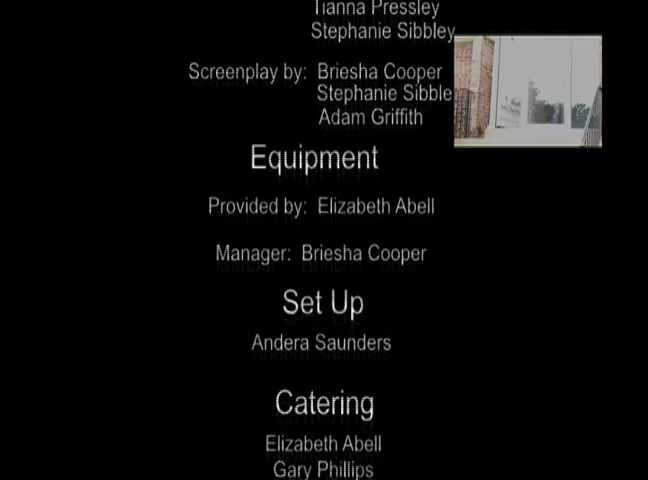 Tianna Pressley
Stephanie Sibbley
Screenplay by: Briesha Cooper
Stephanie Sibble
Adam Griffith
Equipment
Provided by: Elizabeth Abell
Manager: Briesha Cooper
Set Up
Andera Saunders
Catering
Elizabeth Abell
Gary Phillips